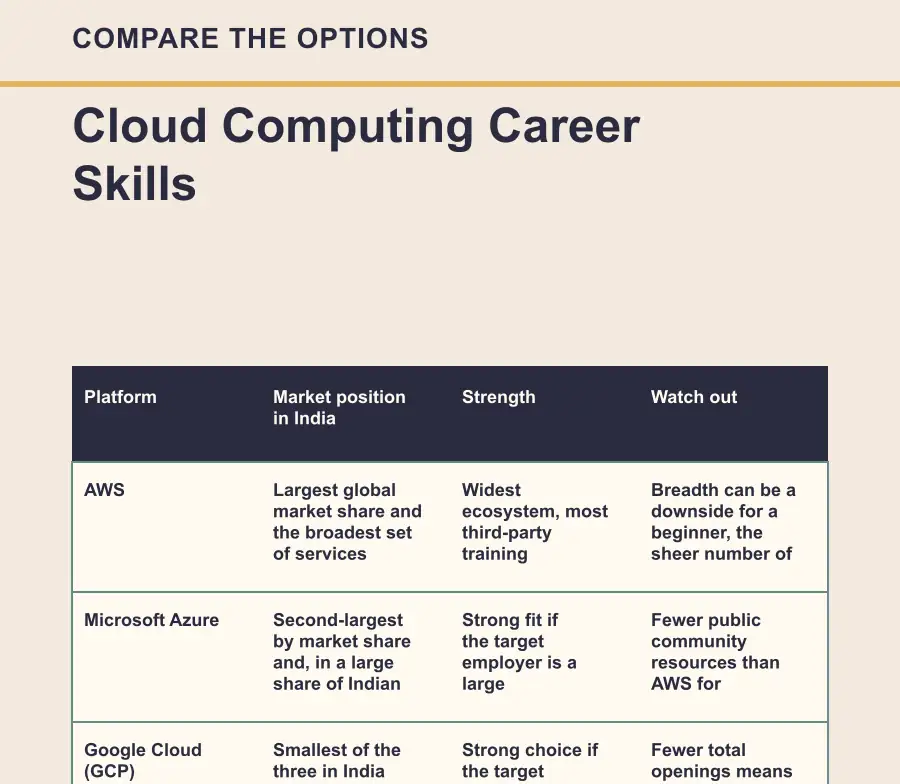 COMPARE THE OPTIONS
Cloud Computing Career
Skills
Platform
Market position
in India
Strength
Watch out
AWS
Largest global
market share and
the broadest set
of services
Widest
ecosystem, most
third-party
training
Breadth can be a
downside for a
beginner, the
sheer number of
Microsoft Azure
Second-largest
by market share
and, in a large
share of Indian
Strong fit if
the target
employer is a
large
Fewer public
community
resources than
AWS for
Google Cloud
(GCP)
Smallest of the
three in India
Strong choice if
the target
Fewer total
openings means